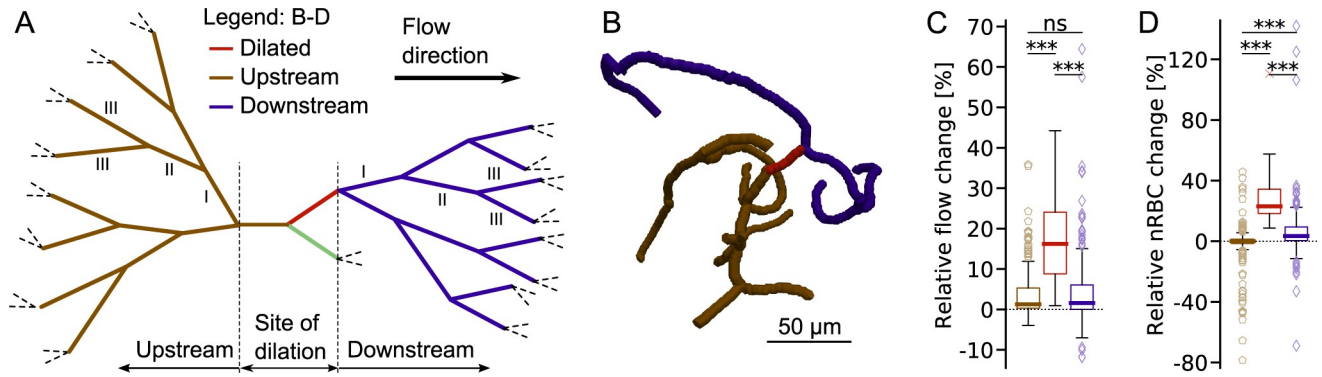 A
Legend: B-D
Dilated
Upstream
Downstream
Flow
direction
III
III
II
I
I
III
II
III
Upstream
Site of
dilation
Downstream
B
50 μm
C
Relative flow change [%]
70
60
50
40
30
20
10
0
-10
ns
***
***
D
Relative nRBC change [%]
120
80
40
0
-40
-80
***
***
***